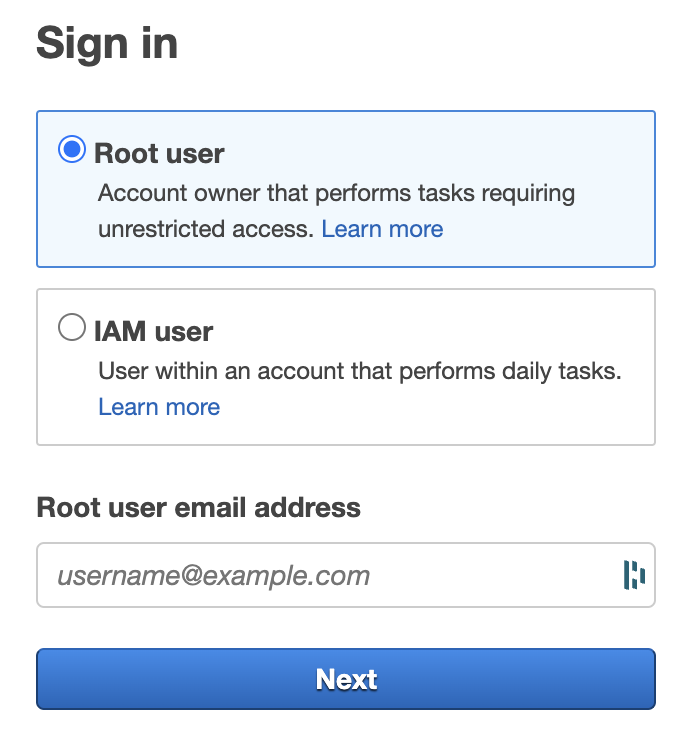 Sign in
Root user
Account owner that performs tasks requiring
unrestricted access. Learn more
IAM user
User within an account that performs daily tasks.
Learn more
Root user email address
username@example.com
Next